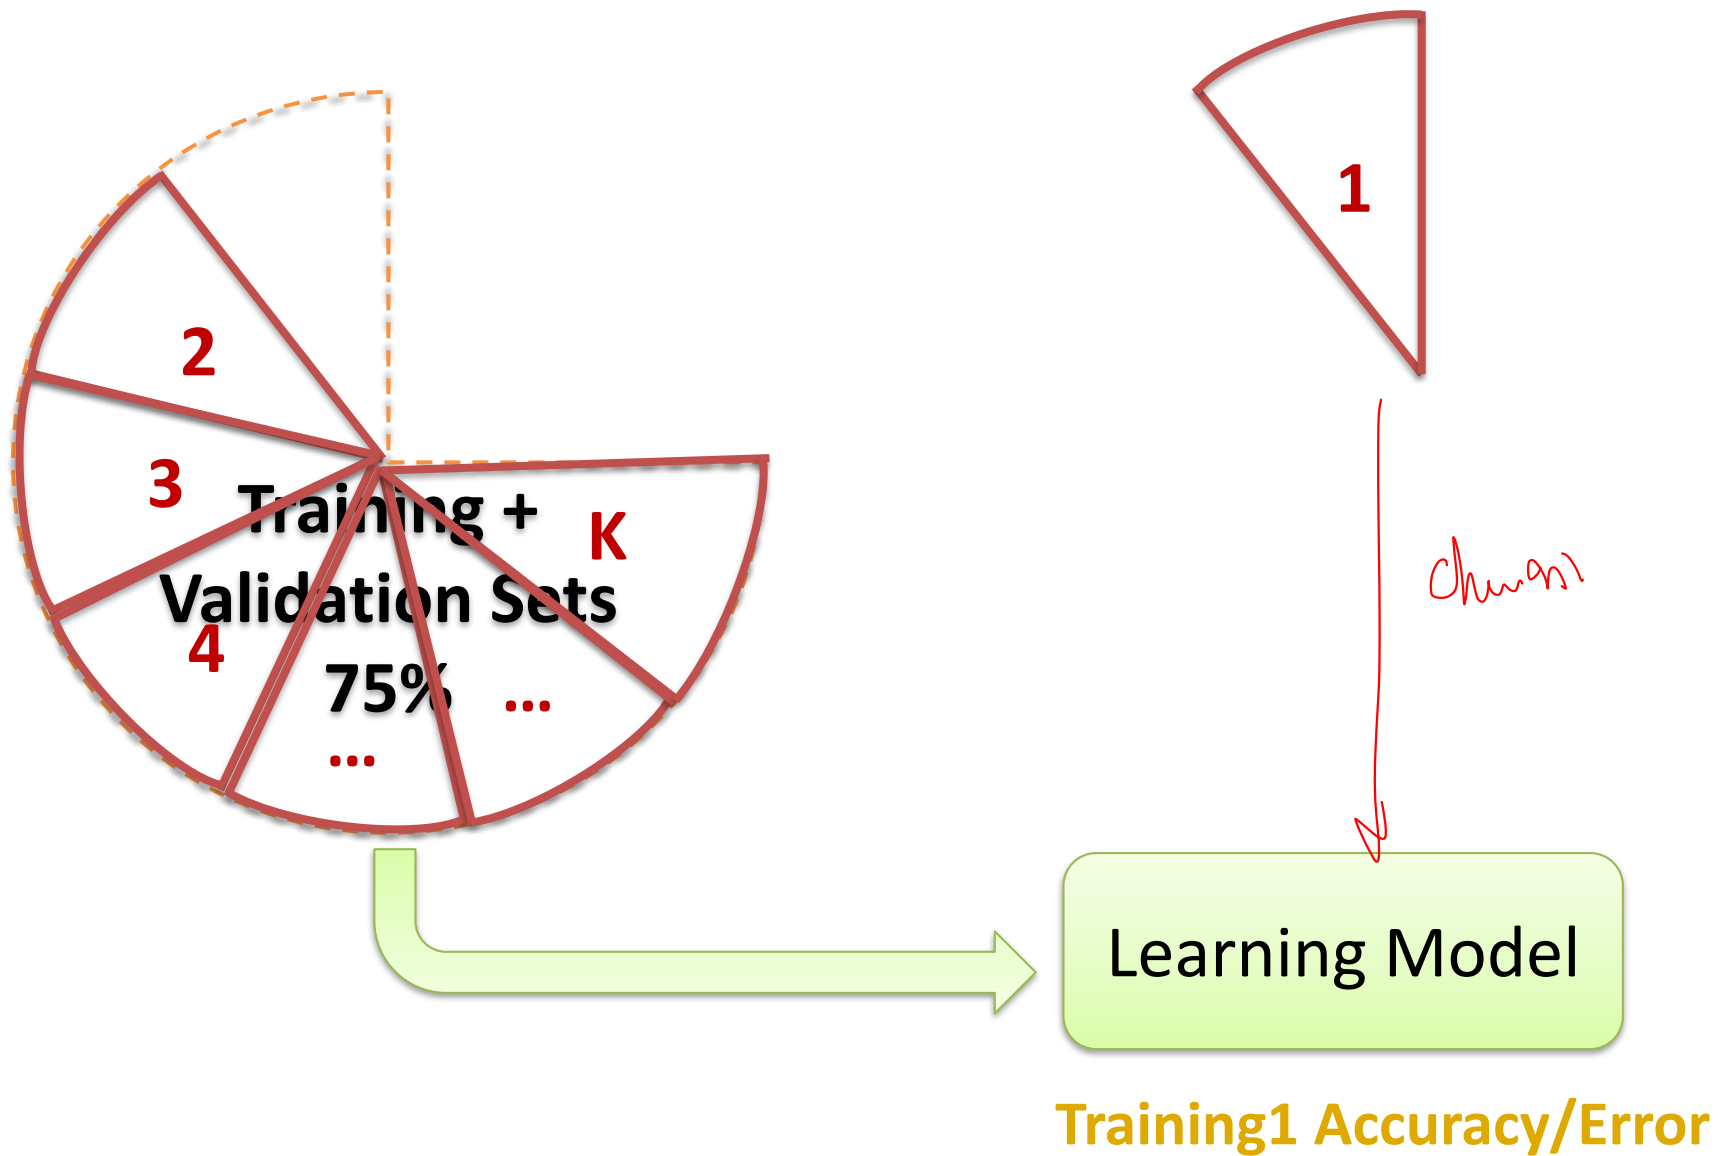 1
2
3
Training +
K
Validation Sets
4
75%
...
...
Learning Model
Training1 Accuracy/Error